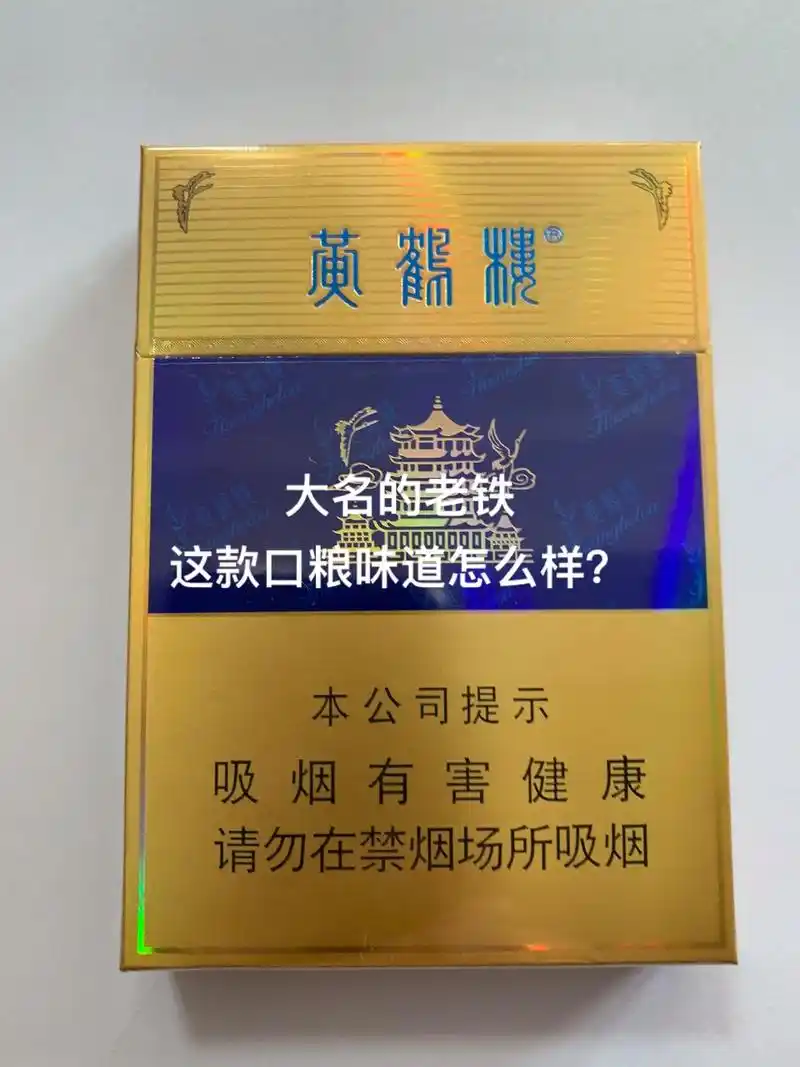 黄鹤楼®
大名的老铁
这款口粮味道怎么样？
本公司提示
吸烟有害健康
请勿在禁烟场所吸烟